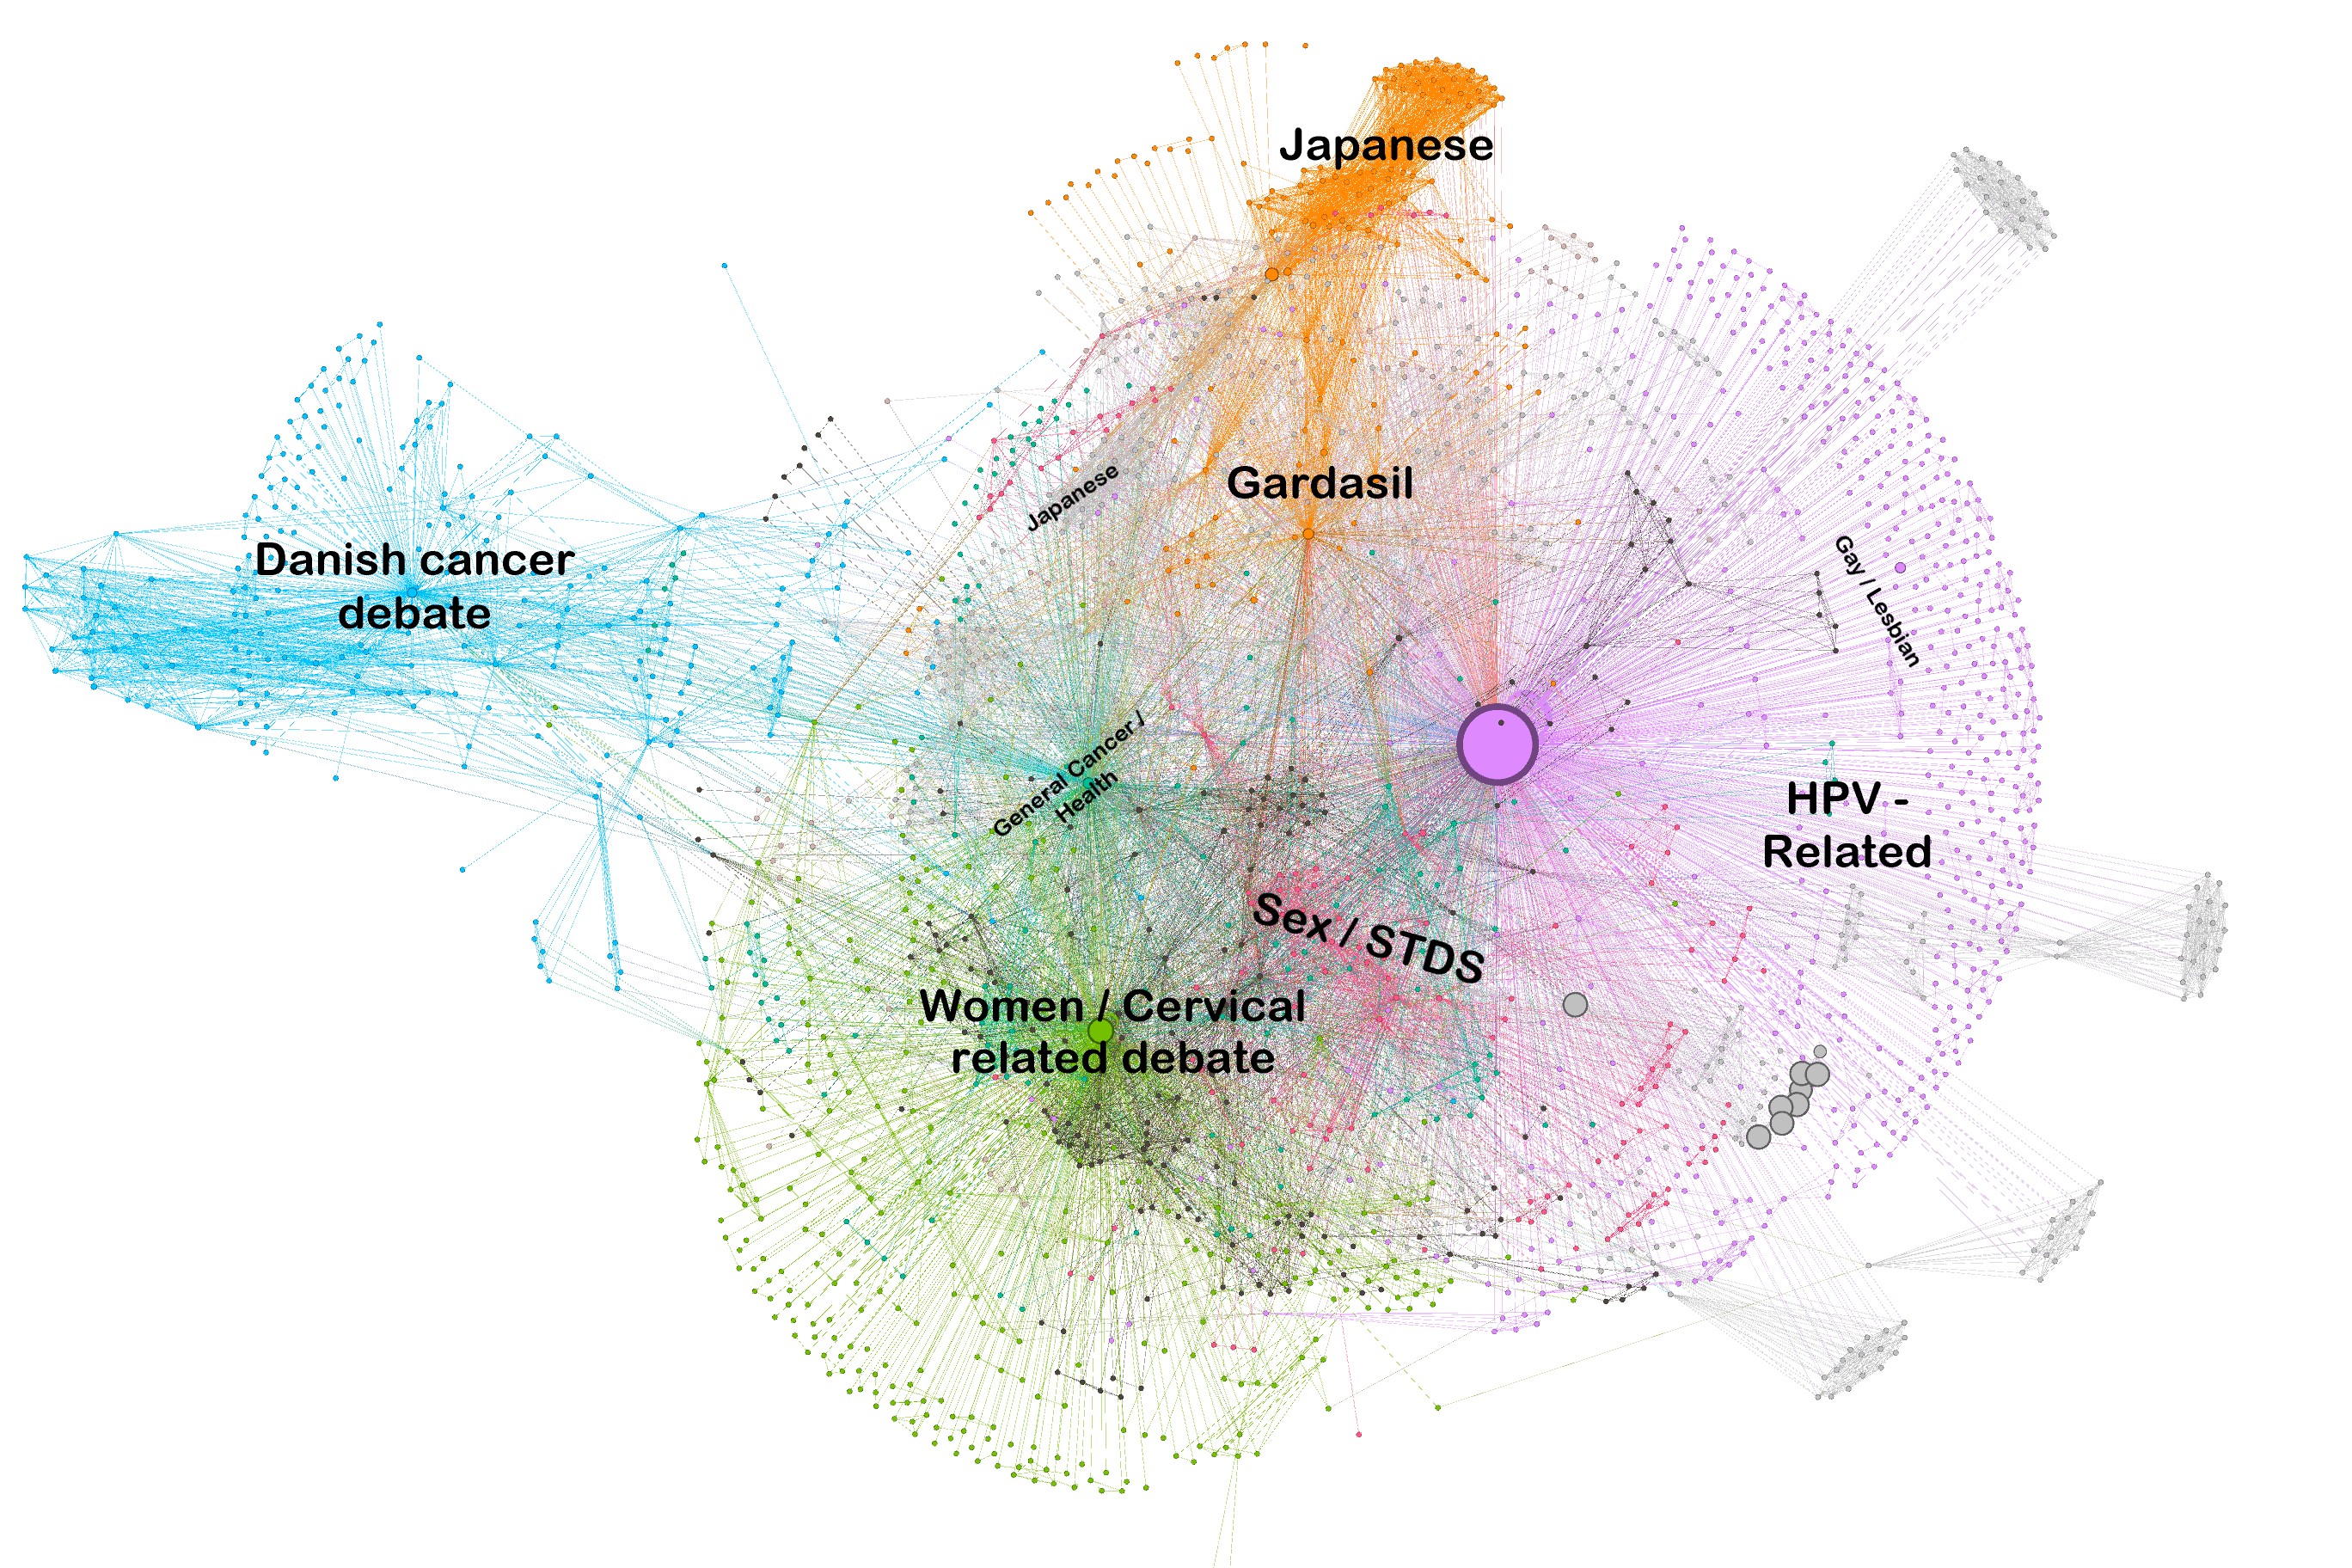 Japanese
Gardasil
Japanese
Danish cancer
debate
Gay / Lesbian
General Cancer /
Health
HPV -
Related
Sex / STDS
Women / Cervical
related debate